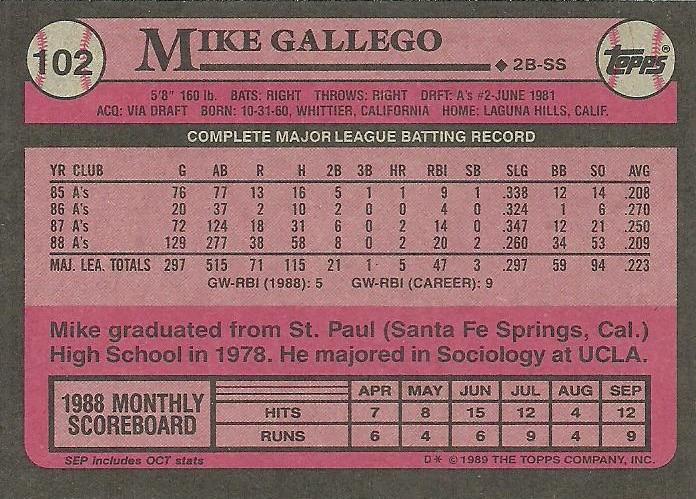 102 MIKE GALLEGO ◆ 2B-SS TOPPS®
5'8" 160 lb. BATS: RIGHT THROWS: RIGHT DRFT: A's #2-JUNE 1981
ACQ: VIA DRAFT BORN: 10-31-60, WHITTIER, CALIFORNIA HOME: LAGUNA HILLS, CALIF.
COMPLETE MAJOR LEAGUE BATTING RECORD
YR CLUB G AB R H 2B 3B HR RBI SB SLG BB SO AVG
85 A's 76 77 13 16 5 1 1 9 1 .338 12 14 .208
86 A's 20 37 2 10 2 0 0 4 0 .324 1 6 .270
87 A's 72 124 18 31 6 0 2 14 0 .347 12 21 .250
88 A's 129 277 38 58 8 0 2 20 2 .260 34 53 .209
MAJ. LEA. TOTALS 297 515 71 115 21 1 5 47 3 .297 59 94 .223
GW-RBI (1988): 5 GW-RBI (CAREER): 9
Mike graduated from St. Paul (Santa Fe Springs, Cal.)
High School in 1978. He majored in Sociology at UCLA.
1988 MONTHLY
SCOREBOARD
APR MAY JUN JUL AUG SEP
HITS 7 8 15 12 4 12
RUNS 6 4 6 9 4 9
SEP includes OCT stats D* © 1989 THE TOPPS COMPANY, INC.